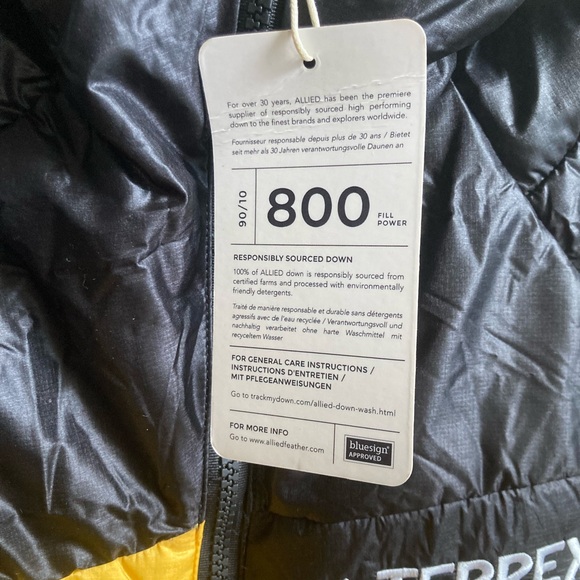 For over 30 years, ALLIED has been the premiere
supplier of responsibly sourced high performing
down to the finest brands and explorers worldwide.
Fournisseur responsable depuis plus de 30 ans / Bietet
seit mehr als 30 Jahren verantwortungsvolle Daunen an
90/10
800
FILL
POWER
RESPONSIBLY SOURCED DOWN
100% of ALLIED down is responsibly sourced from
certified farms and processed with environmentally
friendly detergents.
Traité de manière responsable et durable sans détergents
agressifs avec de l'eau recyclée / Verantwortungsvoll und
nachhaltig verarbeitet ohne harte Waschmittel mit
recyceltem Wasser
FOR GENERAL CARE INSTRUCTIONS /
INSTRUCTIONS D'ENTRETIEN /
MIT PFLEGEANWEISUNGEN
Go to trackmydown.com/allied-down-wash.html
FOR MORE INFO
Go to www.alliedfeather.com
bluesign®
APPROVED
TERREX